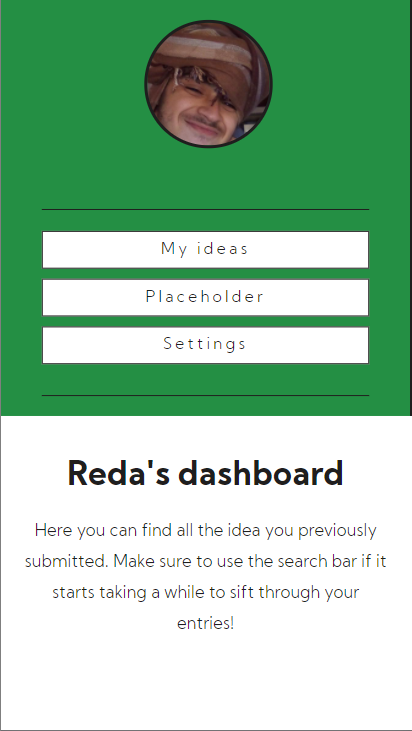 My ideas
Placeholder
Settings
Reda's dashboard
Here you can find all the idea you previously
submitted. Make sure to use the search bar if it
starts taking a while to sift through your
entries!